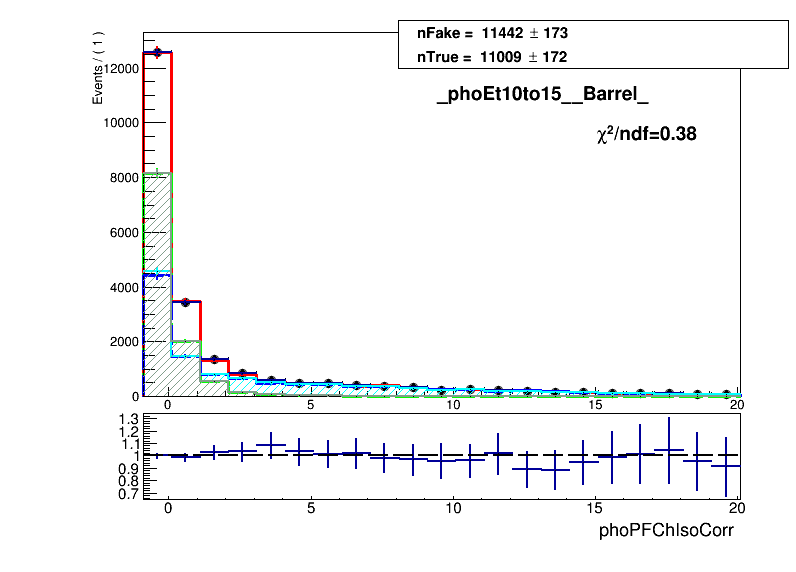 nFake = 11442 ± 173
nTrue = 11009 ± 172
_phoEt10to15__Barrel_
χ²/ndf=0.38
Events / ( 1 )
12000
10000
8000
6000
4000
2000
0
0 5 10 15 20
1.3
1.2
1.1
1
0.9
0.8
0.7
0 5 10 15 20
phoPFChIsoCorr